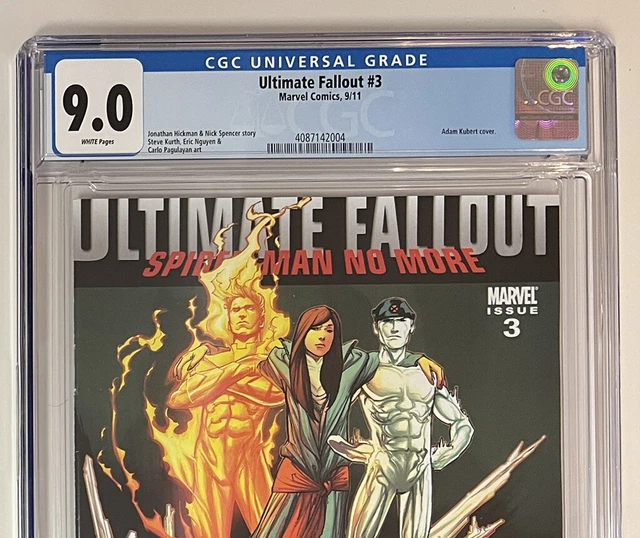 CGC UNIVERSAL GRADE
9.0
WHITE Pages
Ultimate Fallout #3
Marvel Comics, 9/11
Jonathan Hickman & Nick Spencer story
Steve Kurth, Eric Nguyen &
Carlo Pagulayan art
4087142004
Adam Kubert cover.
CGC
CGC
ULTIMATE FALLOUT
SPIDER-MAN NO MORE
MARVEL
ISSUE
3